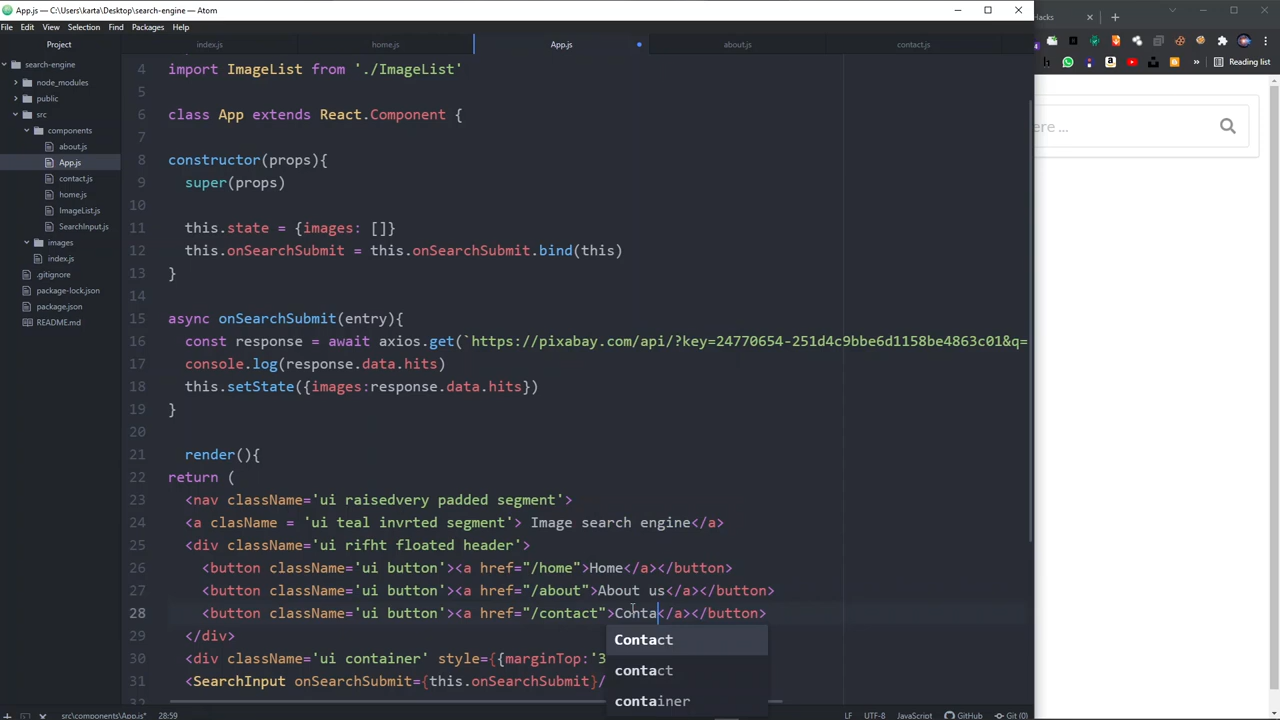 App.js — C:\Users\karta\Desktop\search-engine — Atom
Hacks
File Edit View Selection Find Packages Help
Project
index.js
home.js
App.js
about.js
contact.js
Reading list
search-engine
node_modules
public
src
components
about.js
App.js
contact.js
home.js
ImageList.js
SearchInput.js
images
index.js
.gitignore
package-lock.json
package.json
README.md
4 import ImageList from './ImageList'
5
6 class App extends React.Component {
7
8 constructor(props){
9 super(props)
10
11 this.state = {images: []}
12 this.onSearchSubmit = this.onSearchSubmit.bind(this)
13 }
14
15 async onSearchSubmit(entry){
16 const response = await axios.get(`https://pixabay.com/api/?key=24770654-251d4c9bbe6d1158be4863c01&q=
17 console.log(response.data.hits)
18 this.setState({images:response.data.hits})
19 }
20
21 render(){
22 return (
23 <nav className='ui raisedvery padded segment'>
24 <a clasName = 'ui teal invrted segment'> Image search engine</a>
25 <div className='ui rifht floated header'>
26 <button className='ui button'><a href="/home">Home</a></button>
27 <button className='ui button'><a href="/about">About us</a></button>
28 <button className='ui button'><a href="/contact">Conta</a></button>
29 </div>
30 <div className='ui container' style={{marginTop:'3
31 <SearchInput onSearchSubmit={this.onSearchSubmit}/
32
Contact
contact
container
ere ...
src\components\App.js* 28:59
LF UTF-8 JavaScript GitHub Git (0)